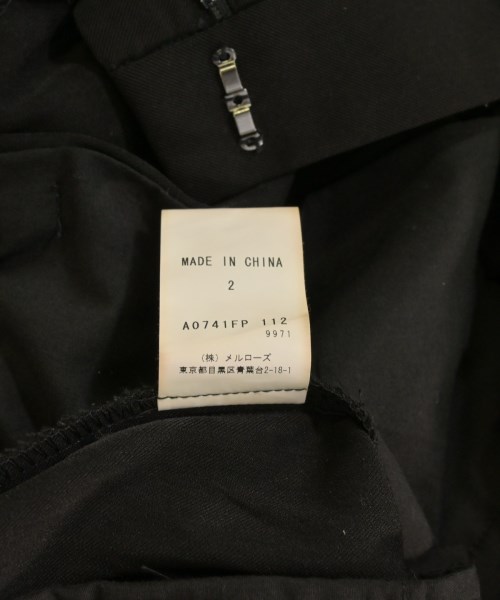 MADE IN CHINA
2
A0741FP 112
9971
(株) メルローズ
東京都目黒区青葉台2-18-1